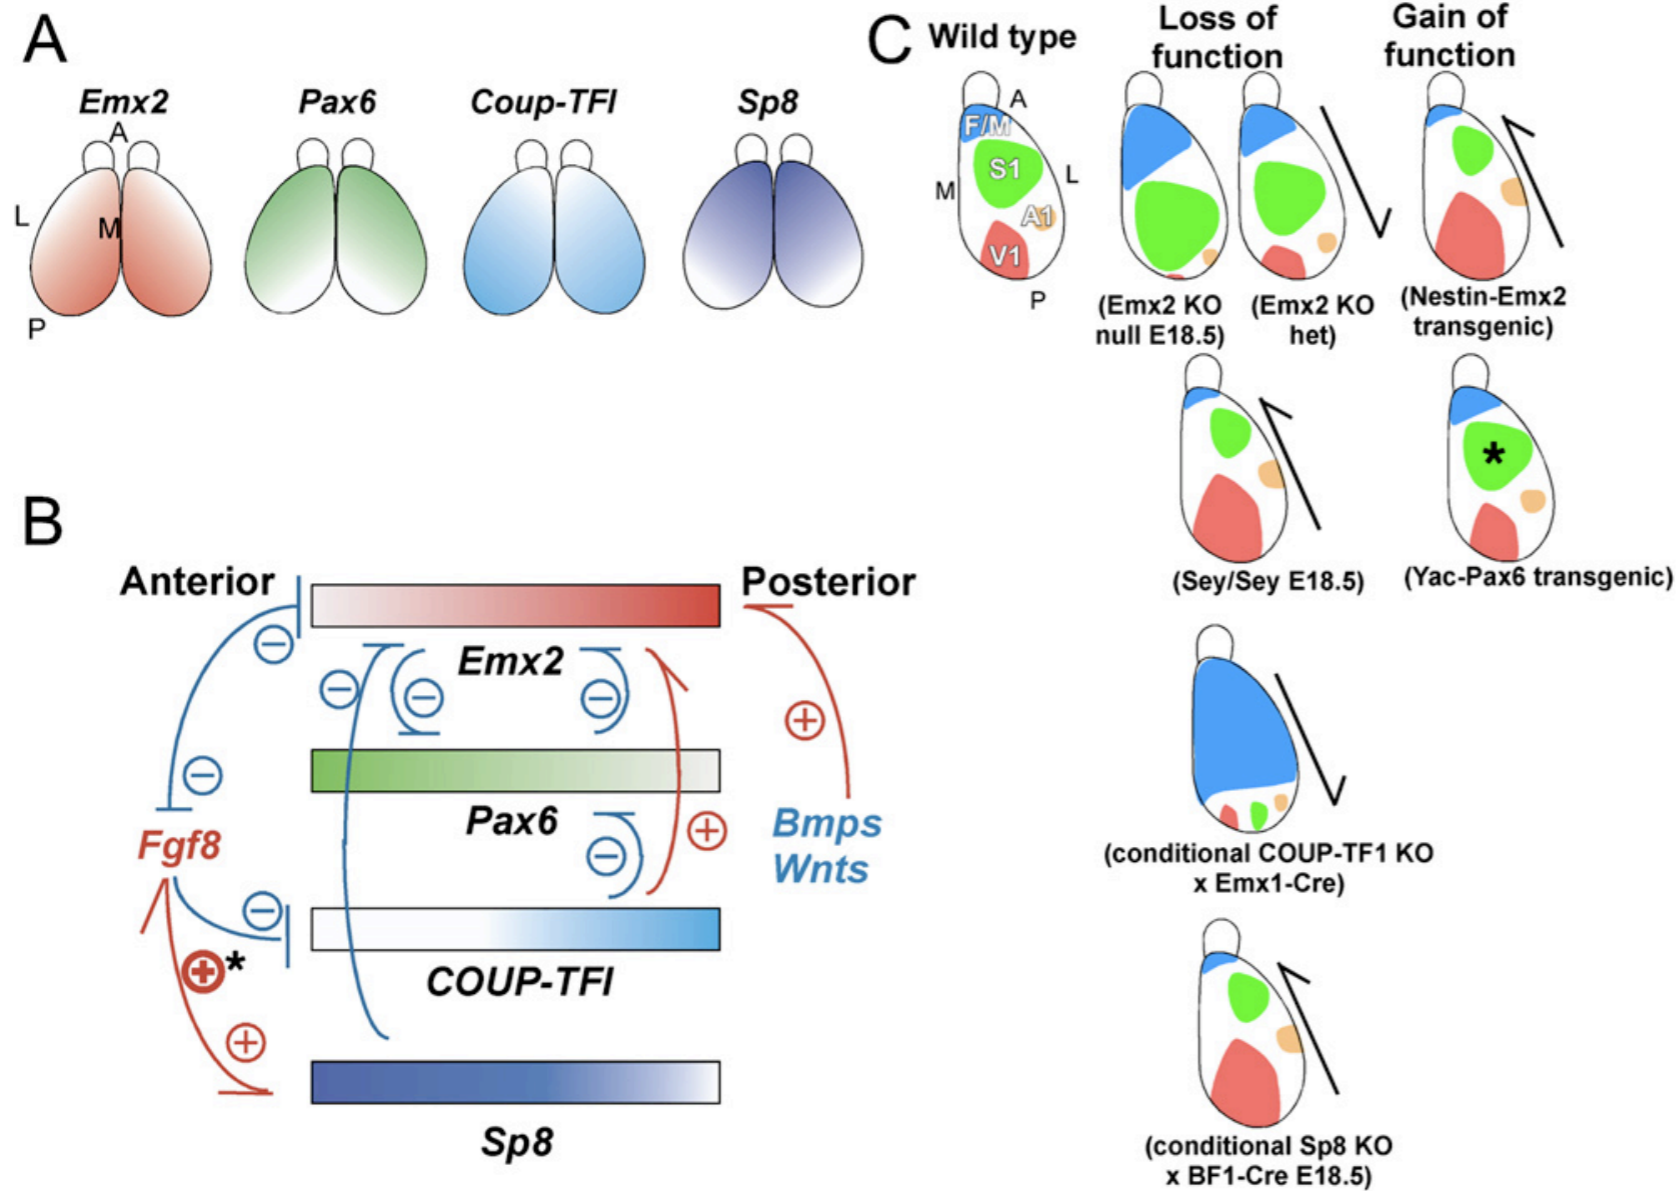 A
Emx2
Pax6
Coup-TFI
Sp8
A
L
M
P
B
Anterior
Posterior
Emx2
Pax6
Fgf8
Bmps
Wnts
*
COUP-TFI
Sp8
C
Wild type
Loss of
function
Gain of
function
A
F/M
S1
M
L
A1
V1
P
(Emx2 KO
null E18.5)
(Emx2 KO
het)
(Nestin-Emx2
transgenic)
*
(Sey/Sey E18.5)
(Yac-Pax6 transgenic)
(conditional COUP-TF1 KO
x Emx1-Cre)
(conditional Sp8 KO
x BF1-Cre E18.5)